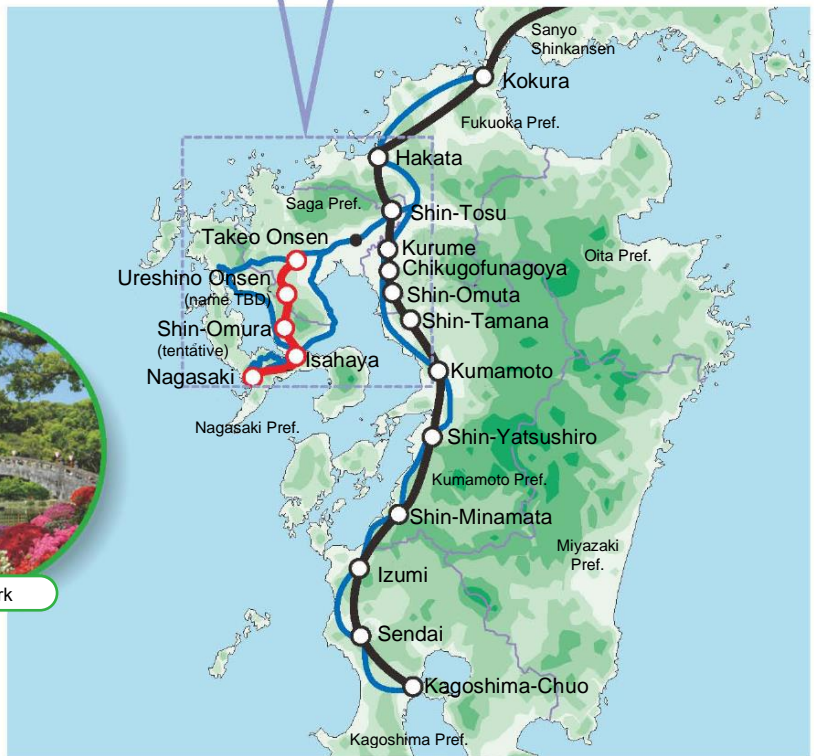 Sanyo
Shinkansen
Kokura
Fukuoka Pref.
Hakata
Saga Pref.
Shin-Tosu
Takeo Onsen
Kurume
Oita Pref.
Chikugofunagoya
Ureshino Onsen
(name TBD)
Shin-Omuta
Shin-Tamana
Shin-Omura
(tentative)
Isahaya
Nagasaki
Kumamoto
Nagasaki Pref.
Shin-Yatsushiro
Kumamoto Pref.
Shin-Minamata
Miyazaki
Pref.
Izumi
rk
Sendai
Kagoshima-Chuo
Kagoshima Pref.